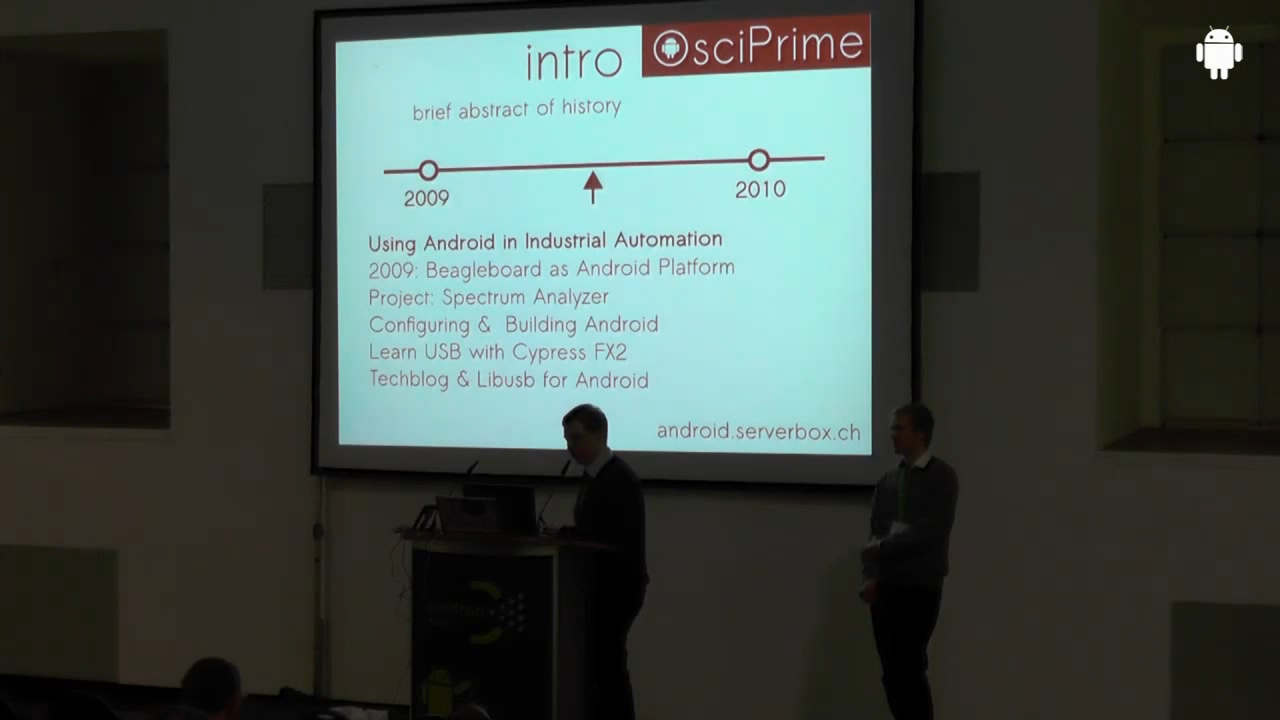 intro
OsciPrime
brief abstract of history
2009
2010
Using Android in Industrial Automation
2009: Beagleboard as Android Platform
Project: Spectrum Analyzer
Configuring & Building Android
Learn USB with Cypress FX2
Techblog & Libusb for Android
android.serverbox.ch